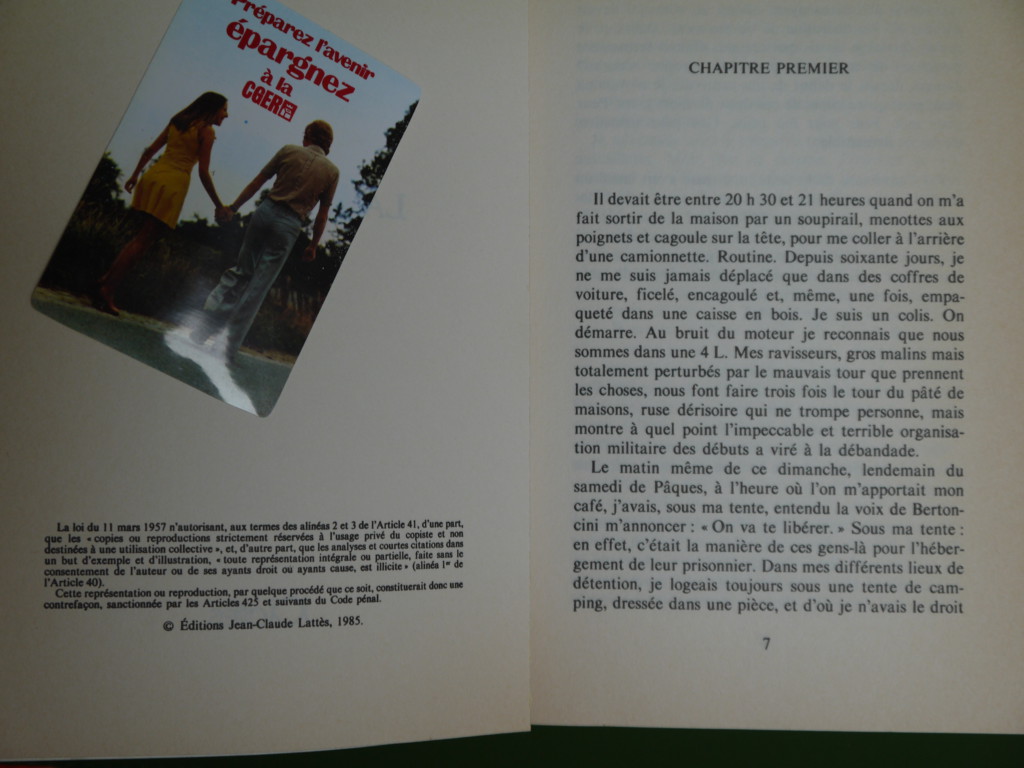 Préparez l'avenir
épargnez
à la
CGER
La loi du 11 mars 1957 n'autorisant, aux termes des alinéas 2 et 3 de l'Article 41, d'une part,
que les « copies ou reproductions strictement réservées à l'usage privé du copiste et non
destinées à une utilisation collective », et, d'autre part, que les analyses et courtes citations dans
un but d'exemple et d'illustration, « toute représentation intégrale ou partielle, faite sans le
consentement de l'auteur ou de ses ayants droit ou ayants cause, est illicite » (alinéa 1er de
l'Article 40).
Cette représentation ou reproduction, par quelque procédé que ce soit, constituerait donc une
contrefaçon, sanctionnée par les Articles 425 et suivants du Code pénal.
© Éditions Jean-Claude Lattès, 1985.
CHAPITRE PREMIER
Il devait être entre 20 h 30 et 21 heures quand on m'a
fait sortir de la maison par un soupirail, menottes aux
poignets et cagoule sur la tête, pour me coller à l'arrière
d'une camionnette. Routine. Depuis soixante jours, je
ne me suis jamais déplacé que dans des coffres de
voiture, ficelé, encagoulé et, même, une fois, empa-
queté dans une caisse en bois. Je suis un colis. On
démarre. Au bruit du moteur je reconnais que nous
sommes dans une 4 L. Mes ravisseurs, gros malins mais
totalement perturbés par le mauvais tour que prennent
les choses, nous font faire trois fois le tour du pâté de
maisons, ruse dérisoire qui ne trompe personne, mais
montre à quel point l'impeccable et terrible organisa-
tion militaire des débuts a viré à la débandade.
Le matin même de ce dimanche, lendemain du
samedi de Pâques, à l'heure où l'on m'apportait mon
café, j'avais, sous ma tente, entendu la voix de Berton-
cini m'annoncer : « On va te libérer. » Sous ma tente :
en effet, c'était la manière de ces gens-là pour l'héber-
gement de leur prisonnier. Dans mes différents lieux de
détention, je logeais toujours sous une tente de cam-
ping, dressée dans une pièce, et d'où je n'avais le droit
7